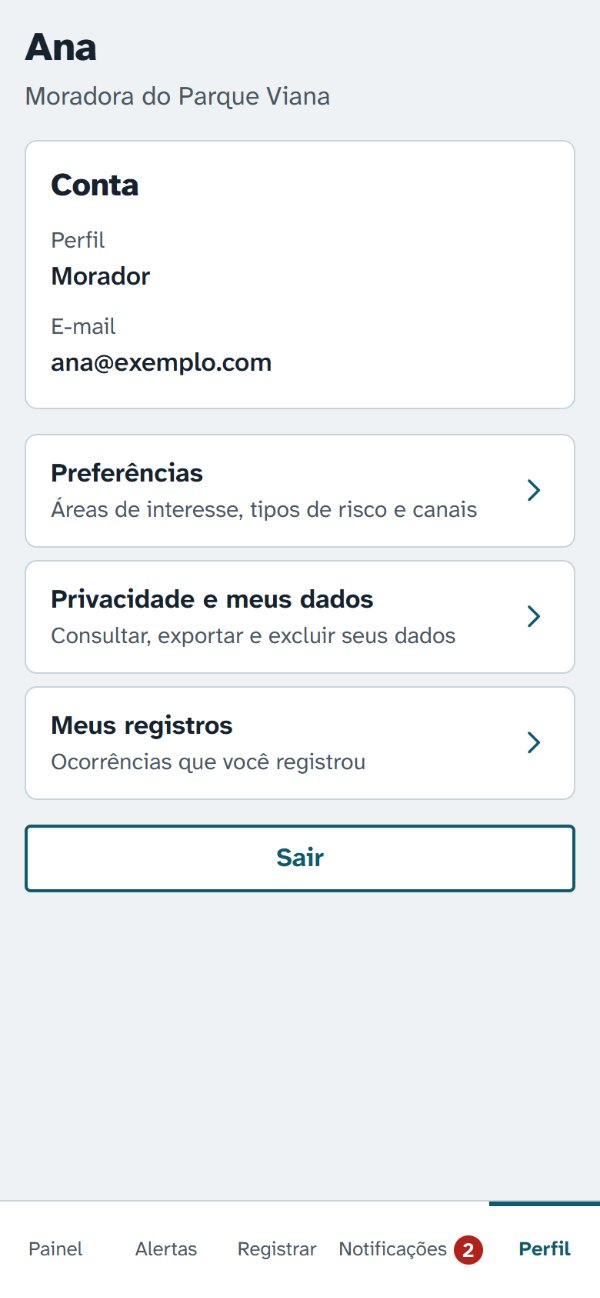 Ana
Moradora do Parque Viana
Conta
Perfil
Morador
E-mail
ana@exemplo.com
Preferências
Áreas de interesse, tipos de risco e canais
Privacidade e meus dados
Consultar, exportar e excluir seus dados
Meus registros
Ocorrências que você registrou
Sair
Painel Alertas Registrar Notificações 2 Perfil